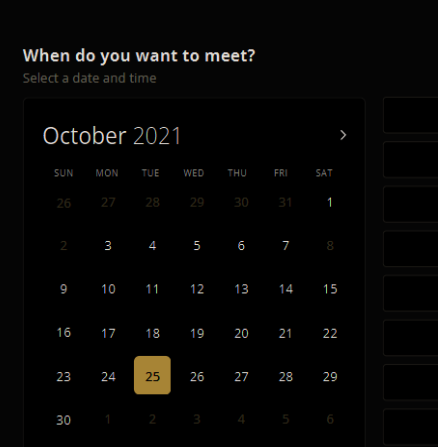 When do you want to meet?
Select a date and time
October 2021
SUN MON TUE WED THU FRI SAT
26 27 28 29 30 31 1
2 3 4 5 6 7 8
9 10 11 12 13 14 15
16 17 18 19 20 21 22
23 24 25 26 27 28 29
30 1 2 3 4 5 6